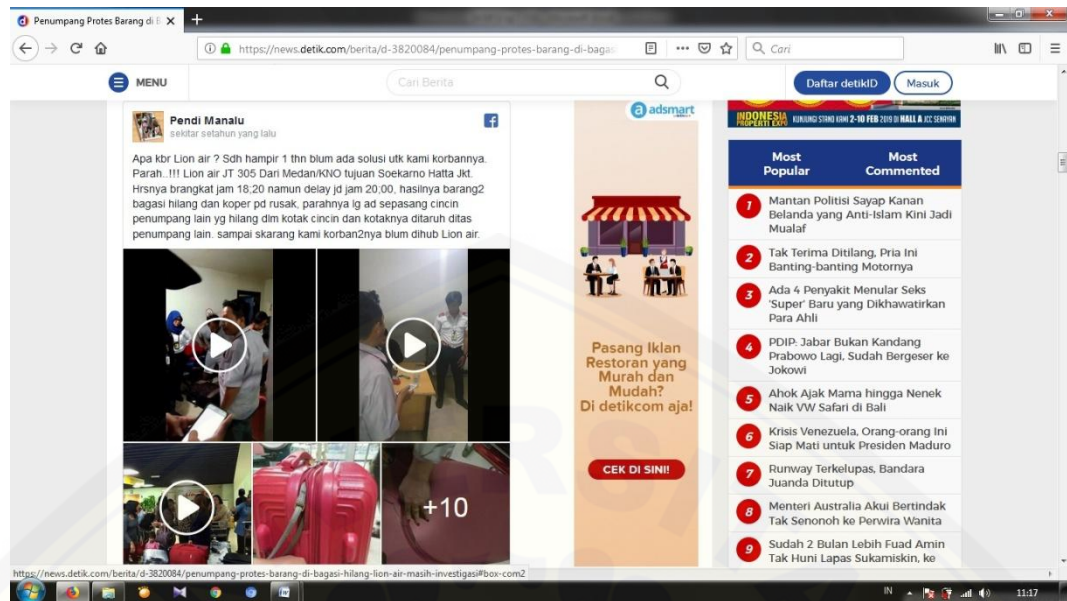 Penumpang Protes Barang di B
https://news.detik.com/berita/d-3820084/penumpang-protes-barang-di-bagas
Cari
MENU
Cari Berita
Daftar detikID
Masuk
Pendi Manalu
sekitar setahun yang lalu
Apa kbr Lion air ? Sdh hampir 1 thn blum ada solusi utk kami korbannya.
Parah..!!! Lion air JT 305 Dari Medan/KNO tujuan Soekarno Hatta Jkt.
Hrsnya brangkat jam 18;20 namun delay jd jam 20;00, hasilnya barang2
bagasi hilang dan koper pd rusak, parahnya lg ad sepasang cincin
penumpang lain yg hilang dlm kotak cincin dan kotaknya ditaruh ditas
penumpang lain. sampai skarang kami korban2nya blum dihub Lion air.
+10
adsmart
Pasang Iklan
Restoran yang
Murah dan
Mudah?
Di detikcom aja!
CEK DI SINI!
INDONESIA
PROPERTI EXPO
KUNJUNGI STAND KAMI 2-10 FEB 2019 DI HALL A JCC SENAYAN
Most
Popular
Most
Commented
1
Mantan Politisi Sayap Kanan
Belanda yang Anti-Islam Kini Jadi
Mualaf
2
Tak Terima Ditilang, Pria Ini
Banting-banting Motornya
3
Ada 4 Penyakit Menular Seks
'Super' Baru yang Dikhawatirkan
Para Ahli
4
PDIP: Jabar Bukan Kandang
Prabowo Lagi, Sudah Bergeser ke
Jokowi
5
Ahok Ajak Mama hingga Nenek
Naik VW Safari di Bali
6
Krisis Venezuela, Orang-orang Ini
Siap Mati untuk Presiden Maduro
7
Runway Terkelupas, Bandara
Juanda Ditutup
8
Menteri Australia Akui Bertindak
Tak Senonoh ke Perwira Wanita
9
Sudah 2 Bulan Lebih Fuad Amin
Tak Huni Lapas Sukamiskin, ke
https://news.detik.com/berita/d-3820084/penumpang-protes-barang-di-bagasi-hilang-lion-air-masih-investigasi#box-com2
IN
11:17